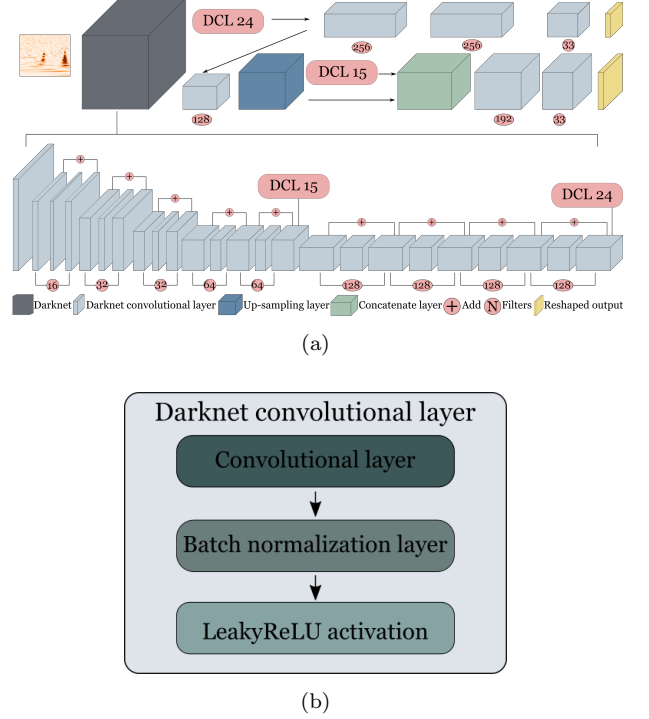 DCL 24
256 256 33
DCL 15
128 192 33
DCL 15
DCL 24
+ + + + + + + + +
16 32 32 64 64 128 128 128 128
Darknet Darknet convolutional layer Up-sampling layer Concatenate layer + Add N Filters Reshaped output
(a)
Darknet convolutional layer
Convolutional layer
Batch normalization layer
LeakyReLU activation
(b)